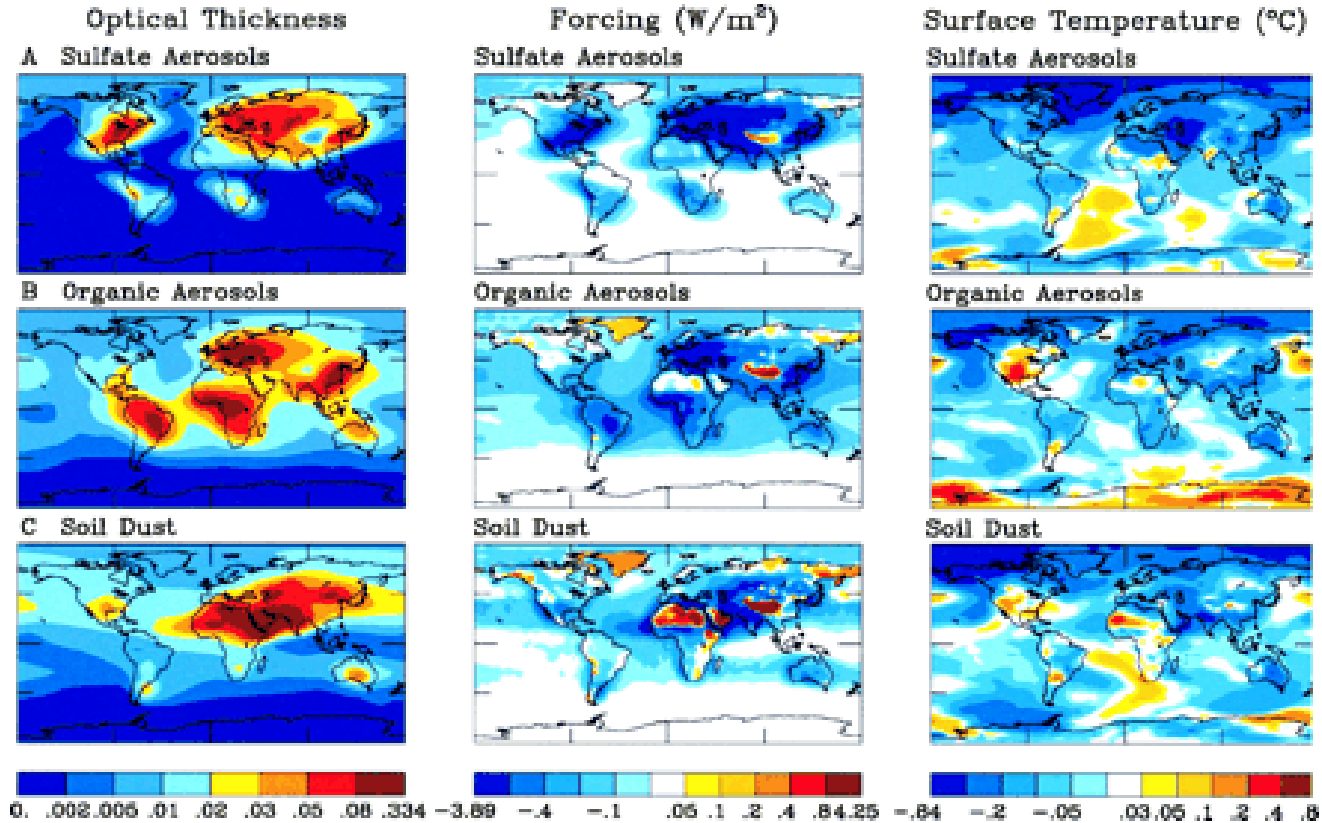 Optical Thickness Forcing (W/m²) Surface Temperature (°C)
A Sulfate Aerosols Sulfate Aerosols Sulfate Aerosols
B Organic Aerosols Organic Aerosols Organic Aerosols
C Soil Dust Soil Dust Soil Dust
0. .002.005 .01 .02 .03 .05 .08 .334 -3.89 -.4 -.1 .05 .1 .2 .4 .84.25 -.84 -.2 -.05 .03.05 .1 .2 .4 .8